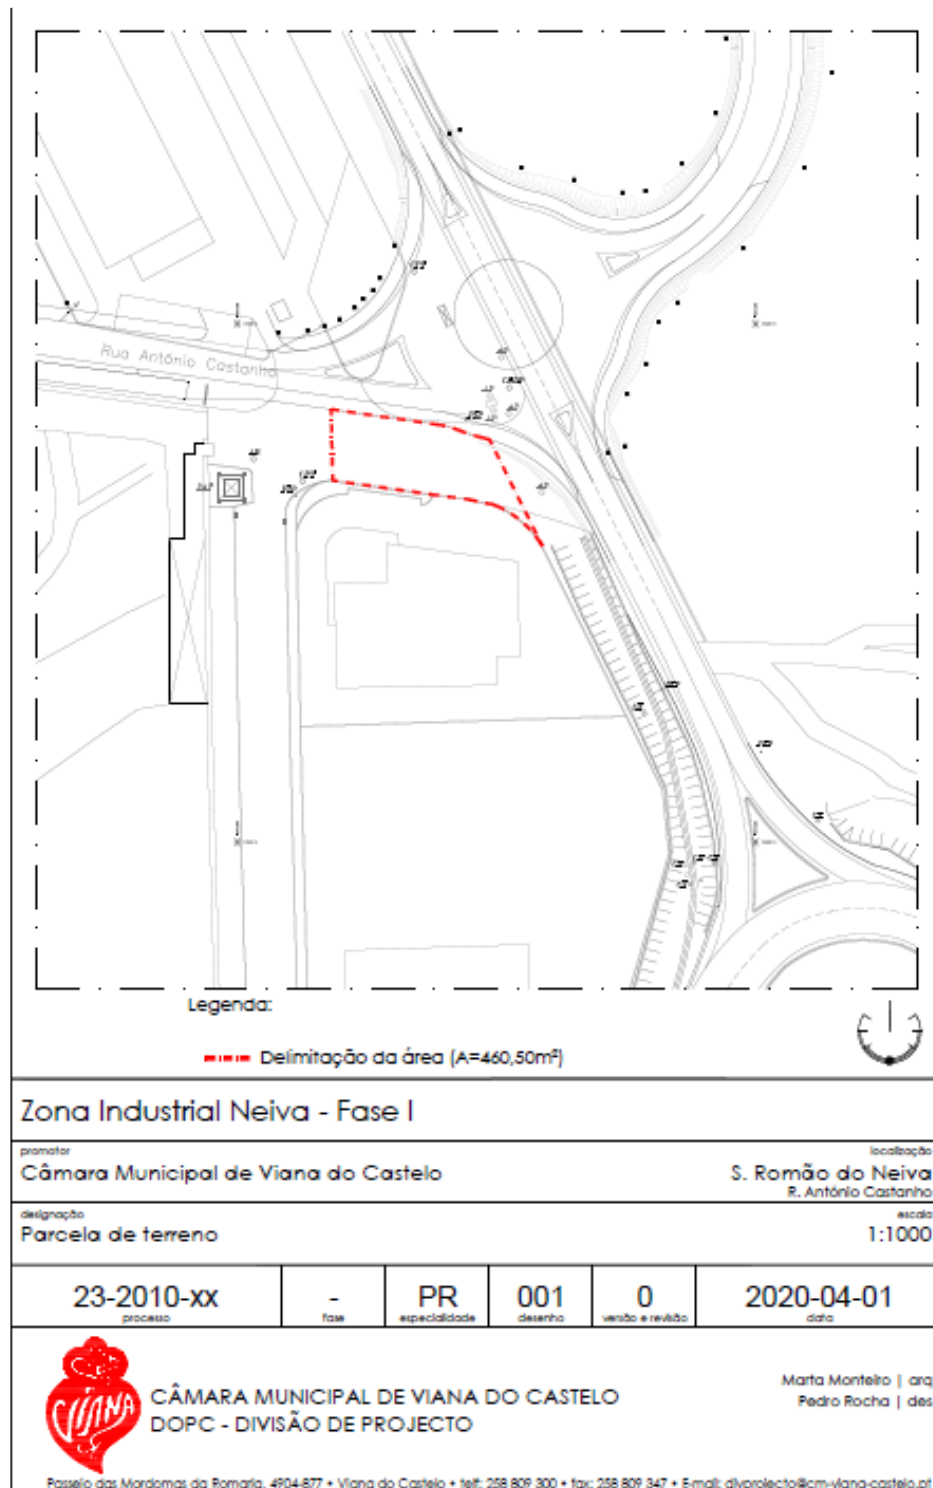 Rua António Castanho
Legenda:
Delimitação da área (A=460,50m²)
Zona Industrial Neiva - Fase I
promotor
localização
Câmara Municipal de Viana do Castelo
S. Romão do Neiva
R. António Castanho
designação
escala
Parcela de terreno
1:1000
23-2010-xx
-
PR
001
0
2020-04-01
processo
fase
especialidade
desenho
versão e revisão
data
VIANA
CÂMARA MUNICIPAL DE VIANA DO CASTELO
DOPC - DIVISÃO DE PROJECTO
Marta Monteiro | arq
Pedro Rocha | des
Passeio das Mordomas da Romaria, 4904-877 • Viana do Castelo • telf: 258 809 300 • fax: 258 809 347 • E-mail: divprojecto@cm-viana-castelo.pt